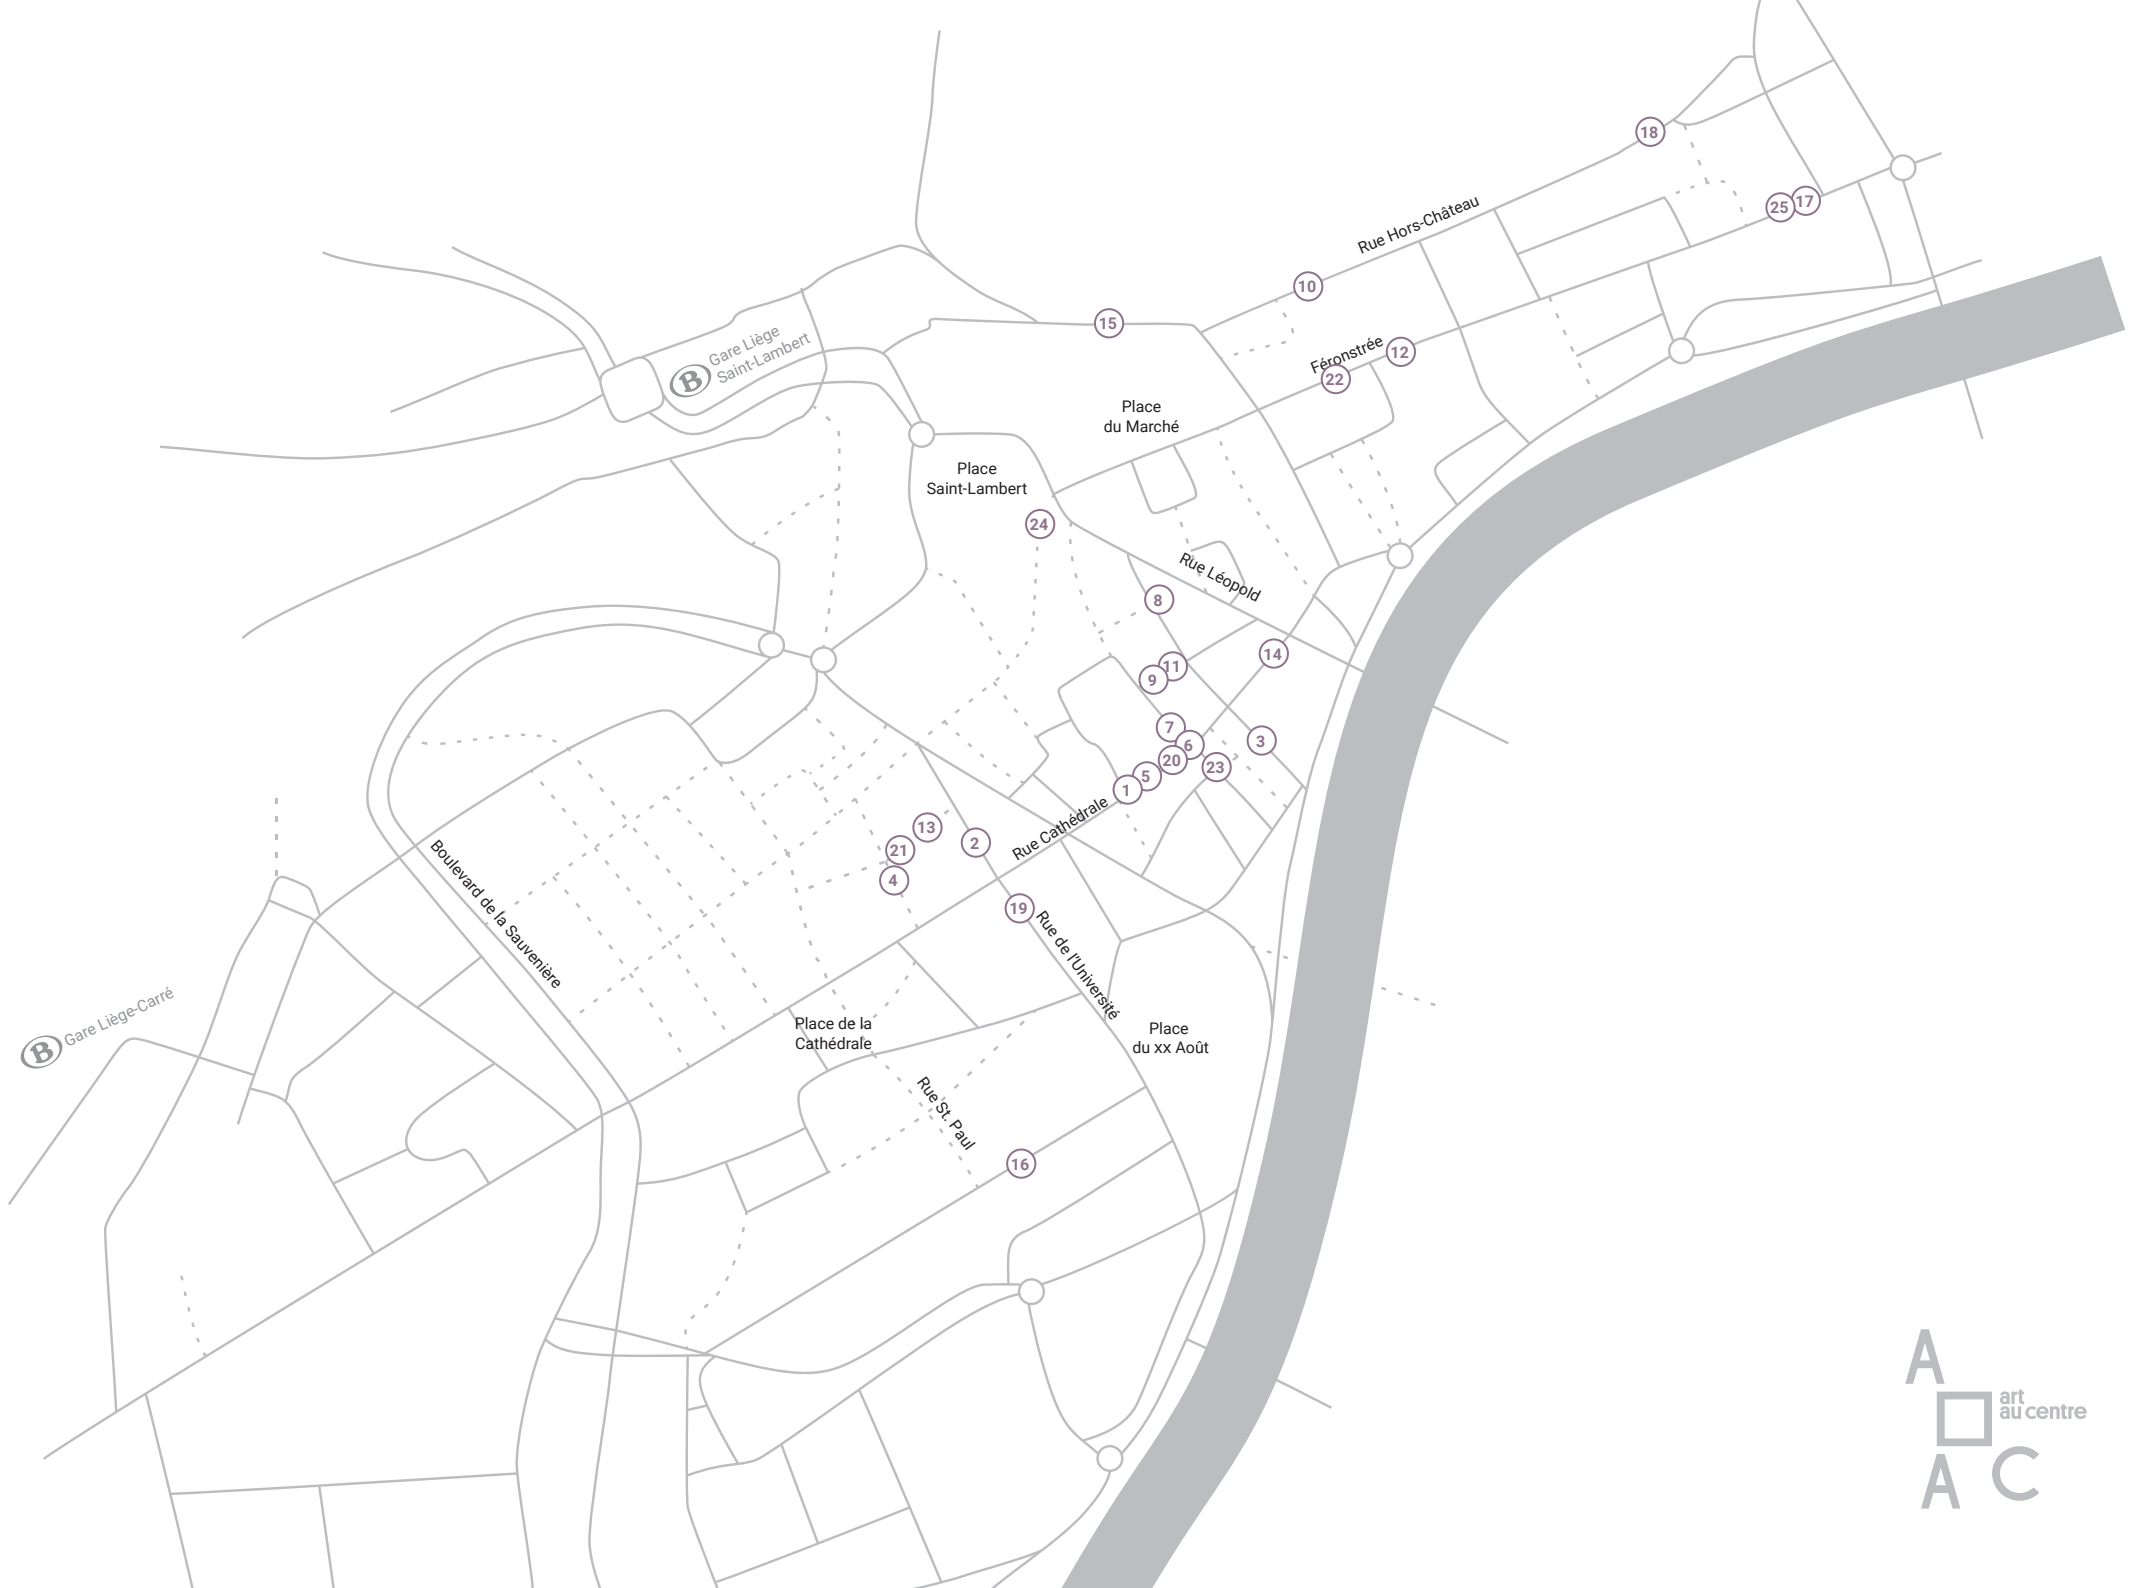 18
25
17
Rue Hors-Château
10
15
Gare Liège
Saint-Lambert
B
Féronstrée
12
22
Place
du Marché
Place
Saint-Lambert
24
Rue Léopold
8
14
11
9
7
6
3
20
23
5
1
Rue Cathédrale
13
2
21
4
Boulevard de la Sauvenière
19
Rue de l'Université
B
Gare Liège-Carré
Place de la
Cathédrale
Place
du xx Août
Rue St. Paul
16
A
art
au centre
A C